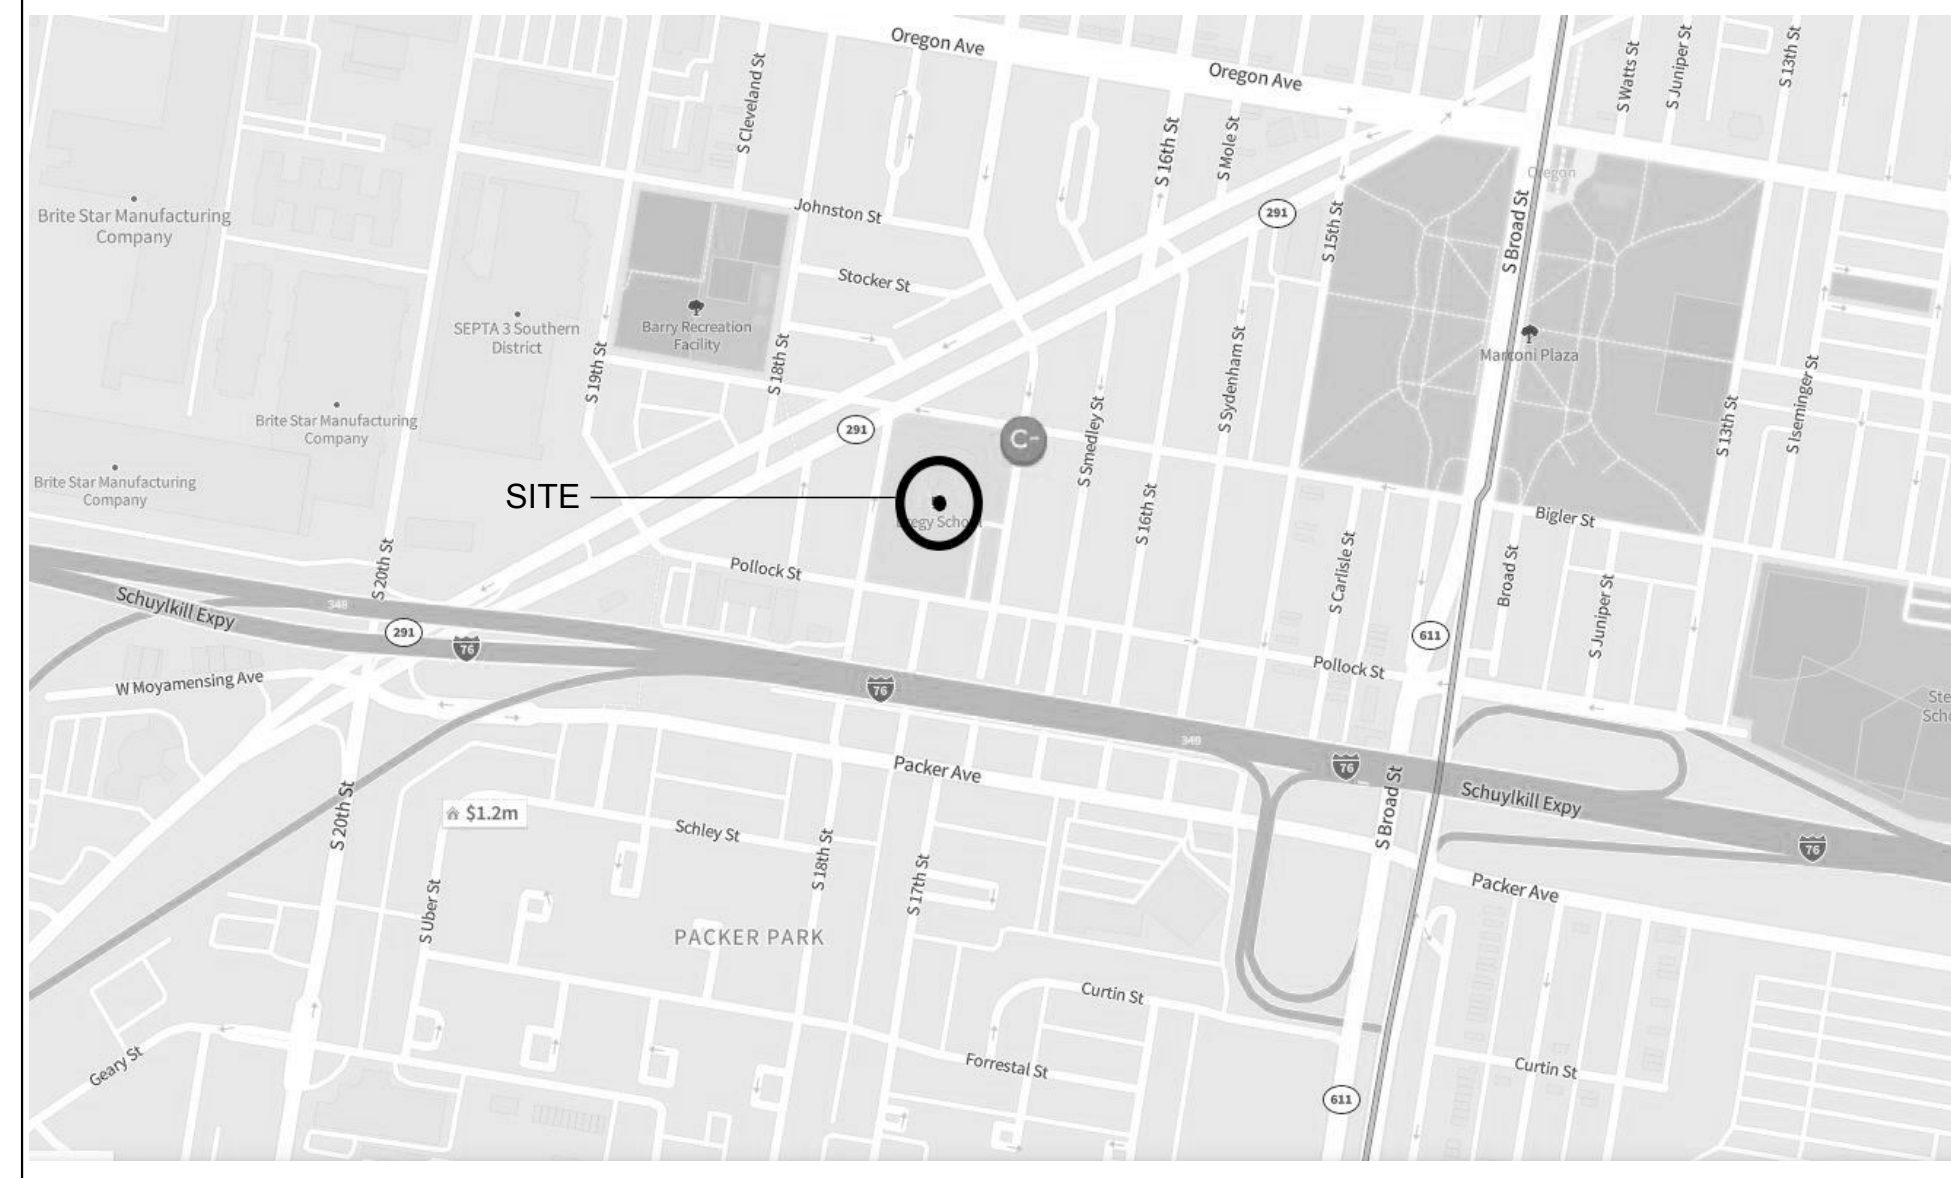 Oregon Ave
Oregon Ave
S Cleveland St
S 16th St
S Mole St
S Watts St
S Juniper St
S 13th St
Brite Star Manufacturing
Company
Johnston St
291
S 15th St
Oregon
S Broad St
Stocker St
SEPTA 3 Southern
District
Barry Recreation
Facility
S 19th St
S 18th St
S Sydenham St
Marconi Plaza
Brite Star Manufacturing
Company
291
C-
S Smedley St
S 13th St
S Iseminger St
Brite Star Manufacturing
Company
SITE
S 16th St
Bigler St
S 20th St
Pollock St
S Carlisle St
Broad St
S Juniper St
Schuylkill Expy
348
291
76
611
Pollock St
W Moyamensing Ave
76
349
76
Packer Ave
S Broad St
Schuylkill Expy
76
S 20th St
$1.2m
Schley St
S 18th St
S 17th St
Packer Ave
S Uber St
PACKER PARK
Curtin St
Geary St
Forrestal St
Curtin St
611